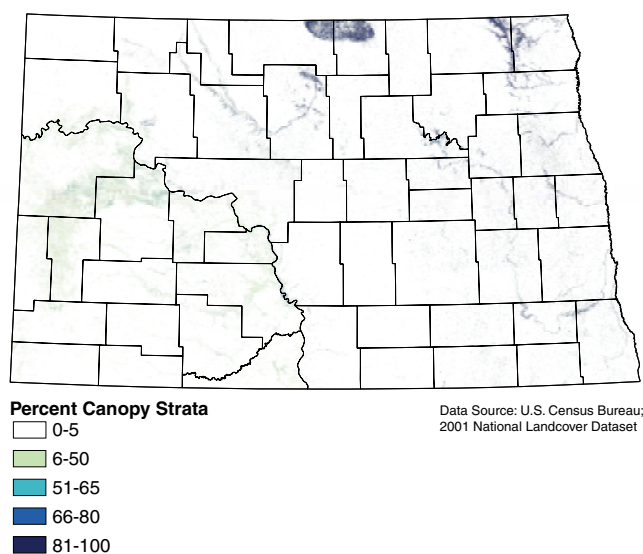 Percent Canopy Strata
0-5
6-50
51-65
66-80
81-100
Data Source: U.S. Census Bureau;
2001 National Landcover Dataset